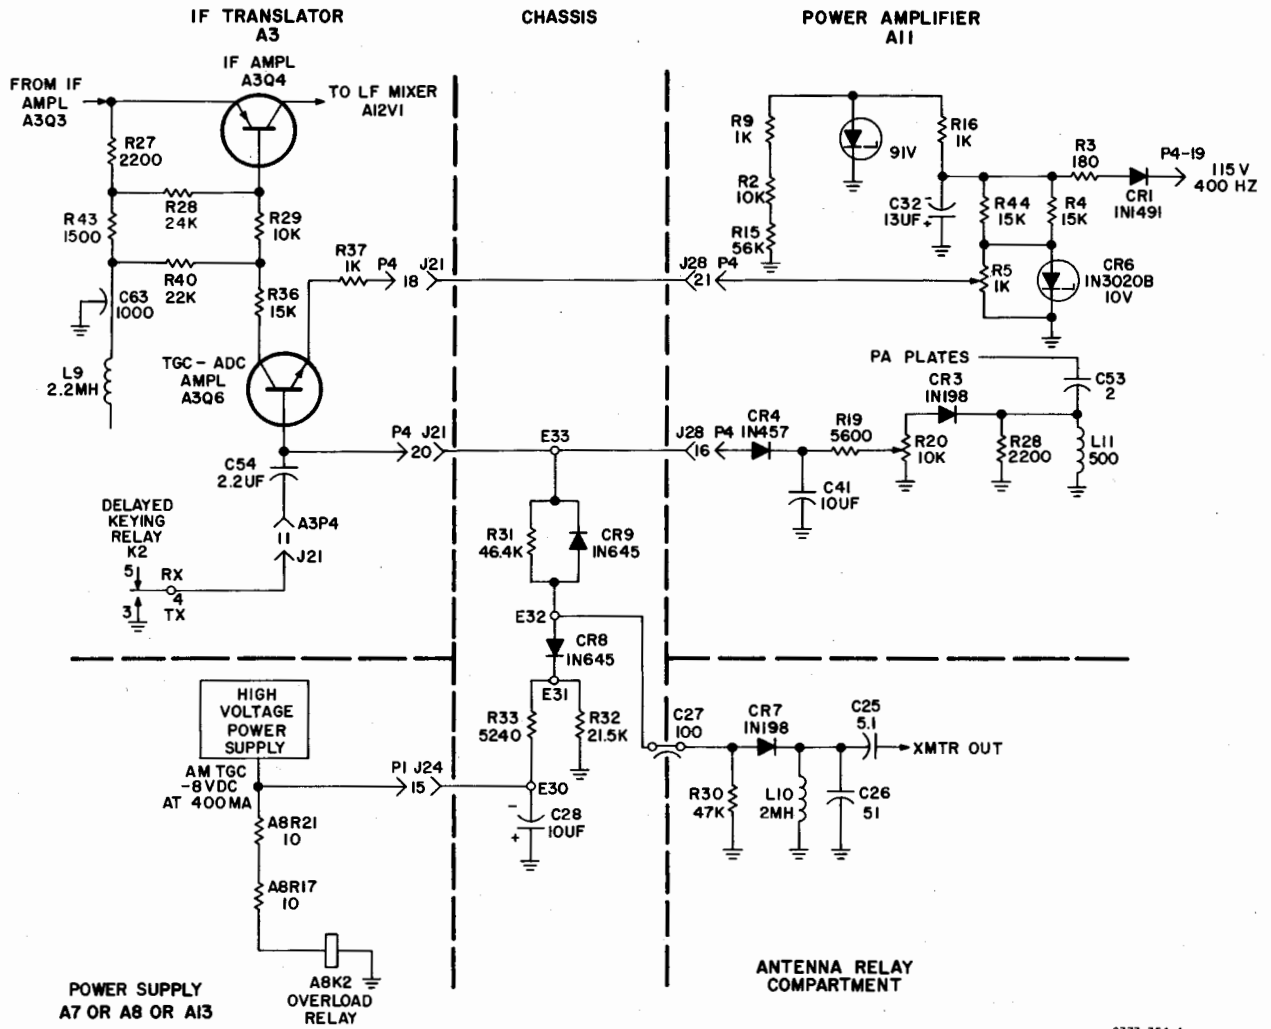 IF TRANSLATOR
A3
CHASSIS
POWER AMPLIFIER
A11
IF AMPL
A3Q4
FROM IF
AMPL
A3Q3
TO LF MIXER
A12V1
R27
2200
R28
24K
R43
1500
R29
10K
R40
22K
R36
15K
C63
1000
L9
2.2MH
R37
1K
P4
18
J21
TGC-ADC
AMPL
A3Q6
P4
20
J21
C54
2.2UF
A3P4
11
J21
DELAYED
KEYING
RELAY
K2
5
RX
4
3
TX
E33
R31
46.4K
CR9
1N645
E32
CR8
1N645
E31
R33
5240
R32
21.5K
E30
C28
10UF
-
+
R9
1K
R2
10K
R15
56K
91V
R16
1K
C32
13UF
-
+
R44
15K
R4
15K
R3
180
CR1
1N1491
P4-19
115V
400 HZ
J28
21
P4
R5
1K
CR6
1N3020B
10V
PA PLATES
C53
2
CR3
1N198
J28
16
P4
CR4
1N457
R19
5600
R20
10K
R28
2200
L11
500
C41
10UF
C27
100
CR7
1N198
C25
5.1
XMTR OUT
R30
47K
L10
2MH
C26
51
HIGH
VOLTAGE
POWER
SUPPLY
AM TGC
-8VDC
AT 400MA
P1
15
J24
A8R21
10
A8R17
10
A8K2
OVERLOAD
RELAY
POWER SUPPLY
A7 OR A8 OR A13
ANTENNA RELAY
COMPARTMENT